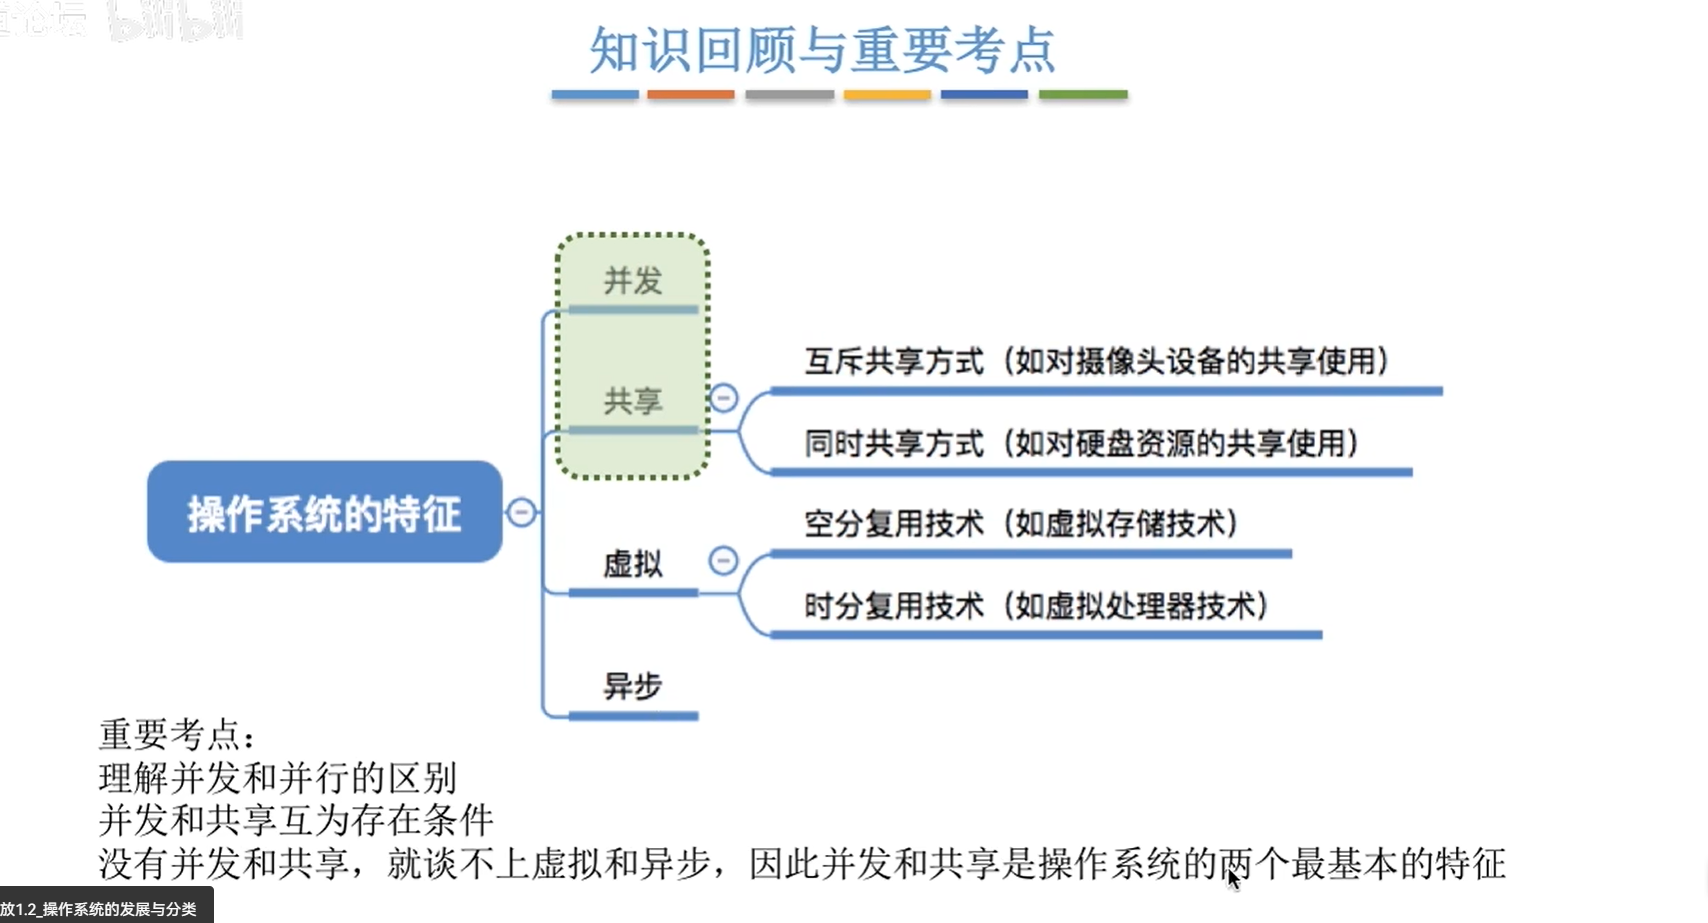 知识回顾与重要考点
并发
共享
互斥共享方式（如对摄像头设备的共享使用）
同时共享方式（如对硬盘资源的共享使用）
操作系统的特征
空分复用技术（如虚拟存储技术）
虚拟
时分复用技术（如虚拟处理器技术）
异步
重要考点：
理解并发和并行的区别
并发和共享互为存在条件
没有并发和共享，就谈不上虚拟和异步，因此并发和共享是操作系统的两个最基本的特征
放1.2_操作系统的发展与分类